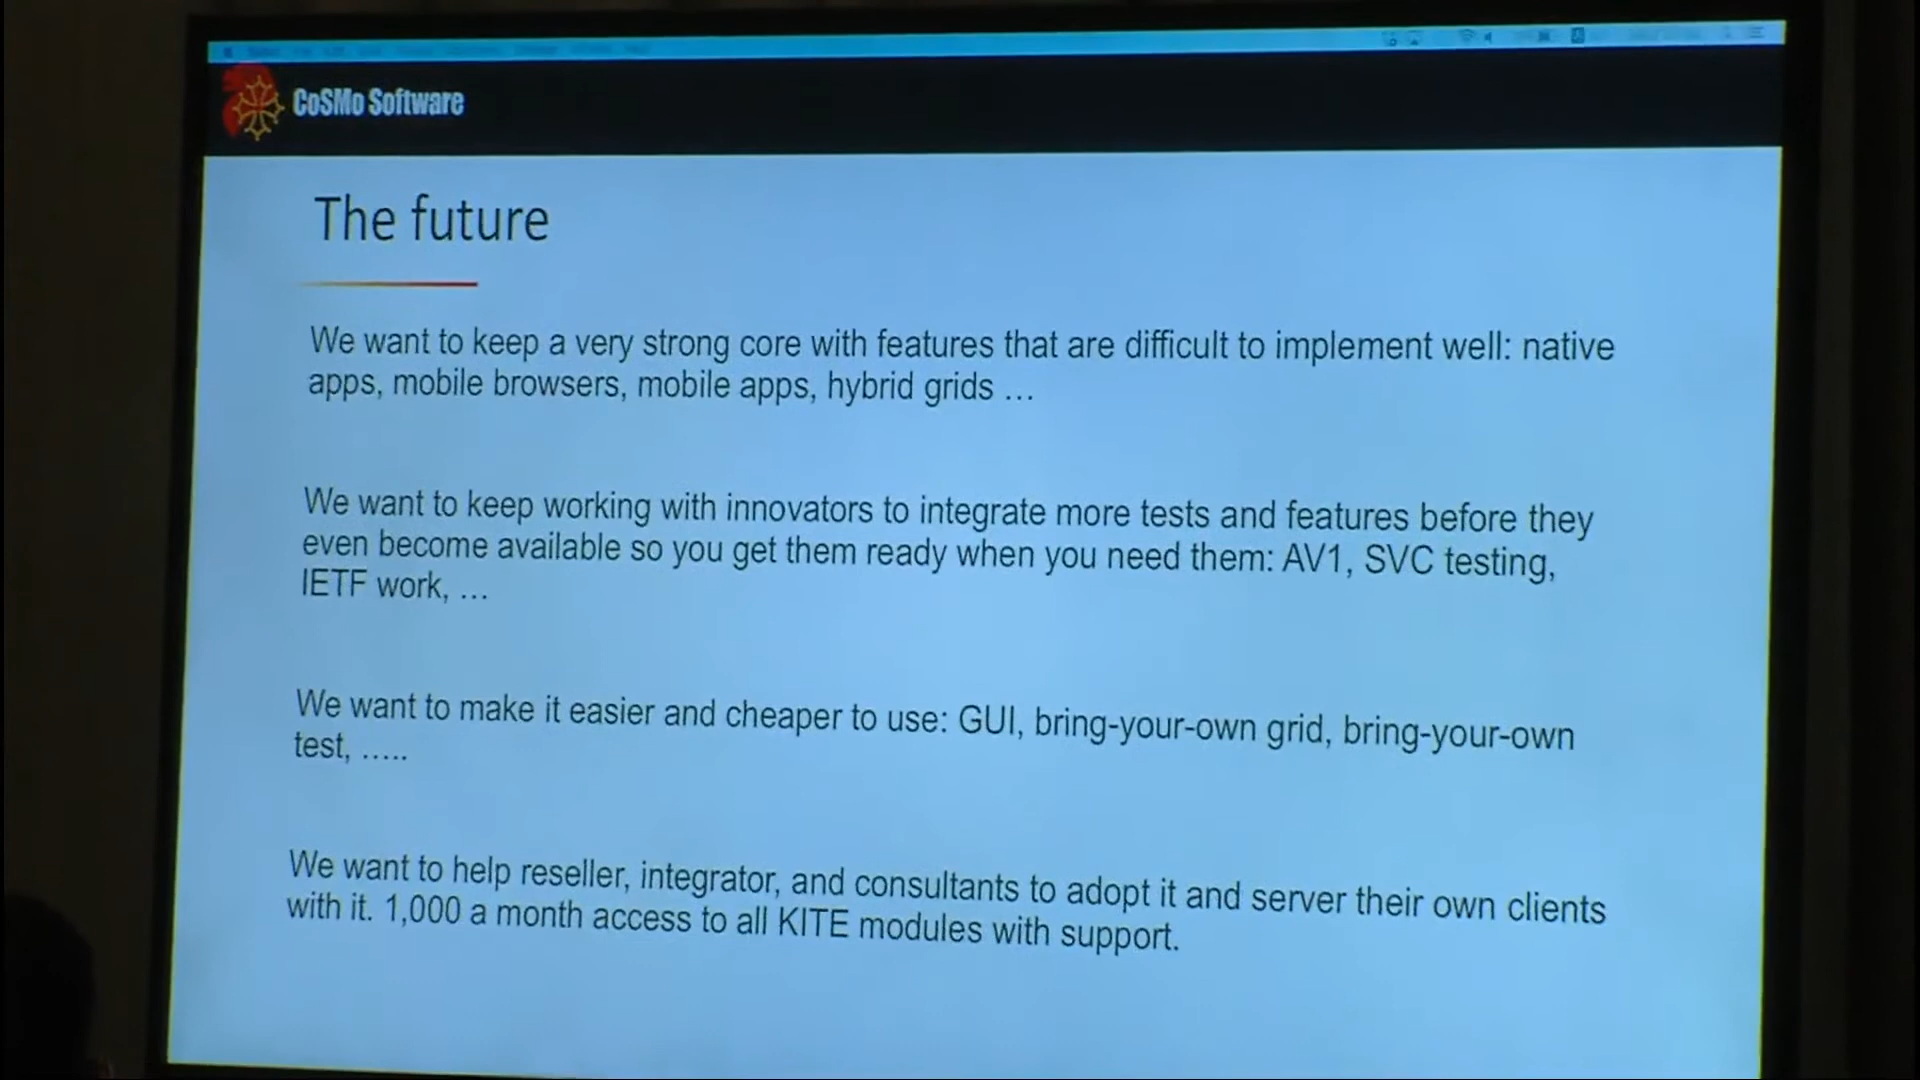 CoSMo Software
The future
We want to keep a very strong core with features that are difficult to implement well: native
apps, mobile browsers, mobile apps, hybrid grids ...
We want to keep working with innovators to integrate more tests and features before they
even become available so you get them ready when you need them: AV1, SVC testing,
IETF work, ...
We want to make it easier and cheaper to use: GUI, bring-your-own grid, bring-your-own
test, .....
We want to help reseller, integrator, and consultants to adopt it and server their own clients
with it. 1,000 a month access to all KITE modules with support.